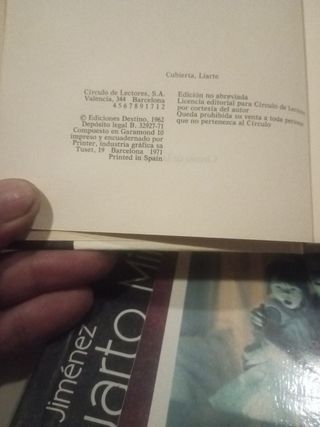 Cubierta, Liarte
Círculo de Lectores, S.A.
Valencia, 344 Barcelona
4 5 6 7 8 9 1 7 1 2
© Ediciones Destino, 1962
Depósito legal B. 32927-71
Compuesto en Garamond 10
impreso y encuadernado por
Printer, industria gráfica sa
Tuset, 19 Barcelona 1971
Printed in Spain
Edición no abreviada
Licencia editorial para Círculo de Lectores
por cortesía del autor
Queda prohibida su venta a toda persona
que no pertenezca al Círculo
Jiménez